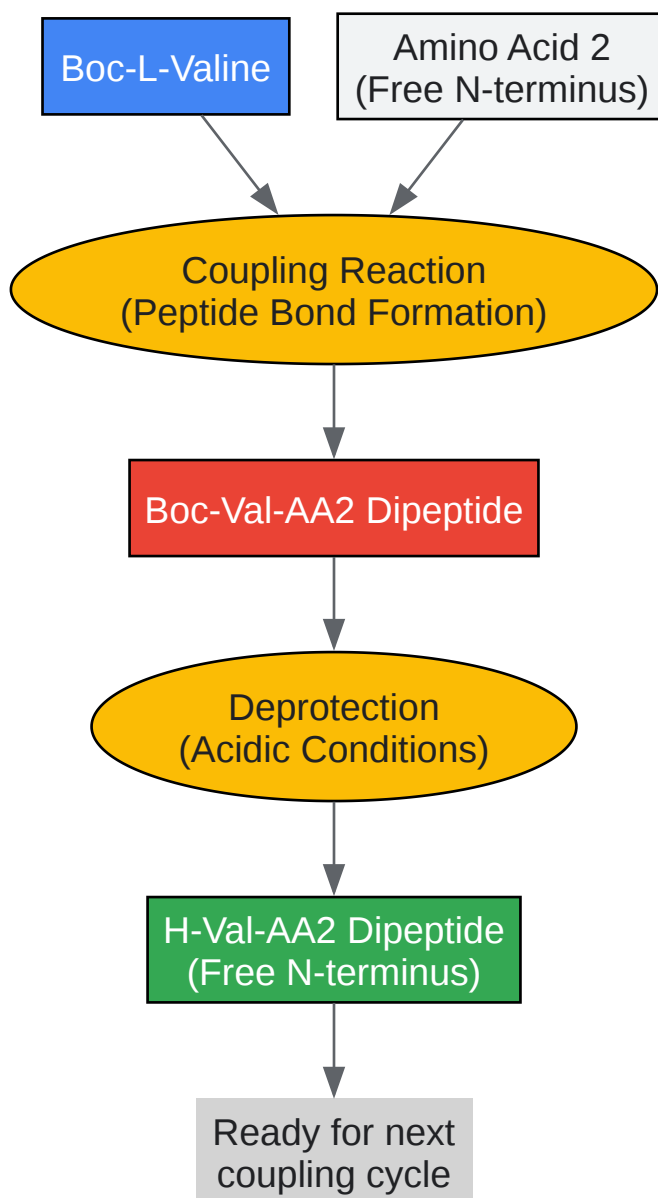 Boc-L-Valine
Amino Acid 2
(Free N-terminus)
Coupling Reaction
(Peptide Bond Formation)
Boc-Val-AA2 Dipeptide
Deprotection
(Acidic Conditions)
H-Val-AA2 Dipeptide
(Free N-terminus)
Ready for next
coupling cycle